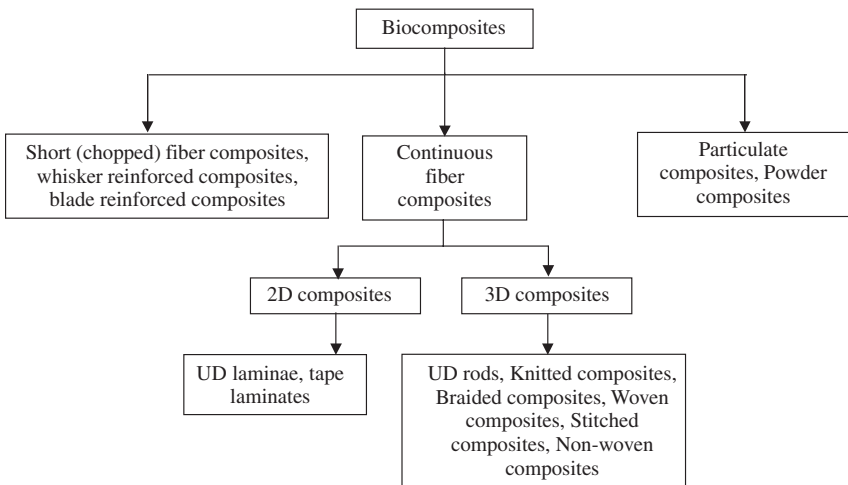 Biocomposites
Short (chopped) fiber composites,
whisker reinforced composites,
blade reinforced composites
Continuous
fiber
composites
Particulate
composites, Powder
composites
2D composites
3D composites
UD laminae, tape
laminates
UD rods, Knitted composites,
Braided composites, Woven
composites, Stitched
composites, Non-woven
composites